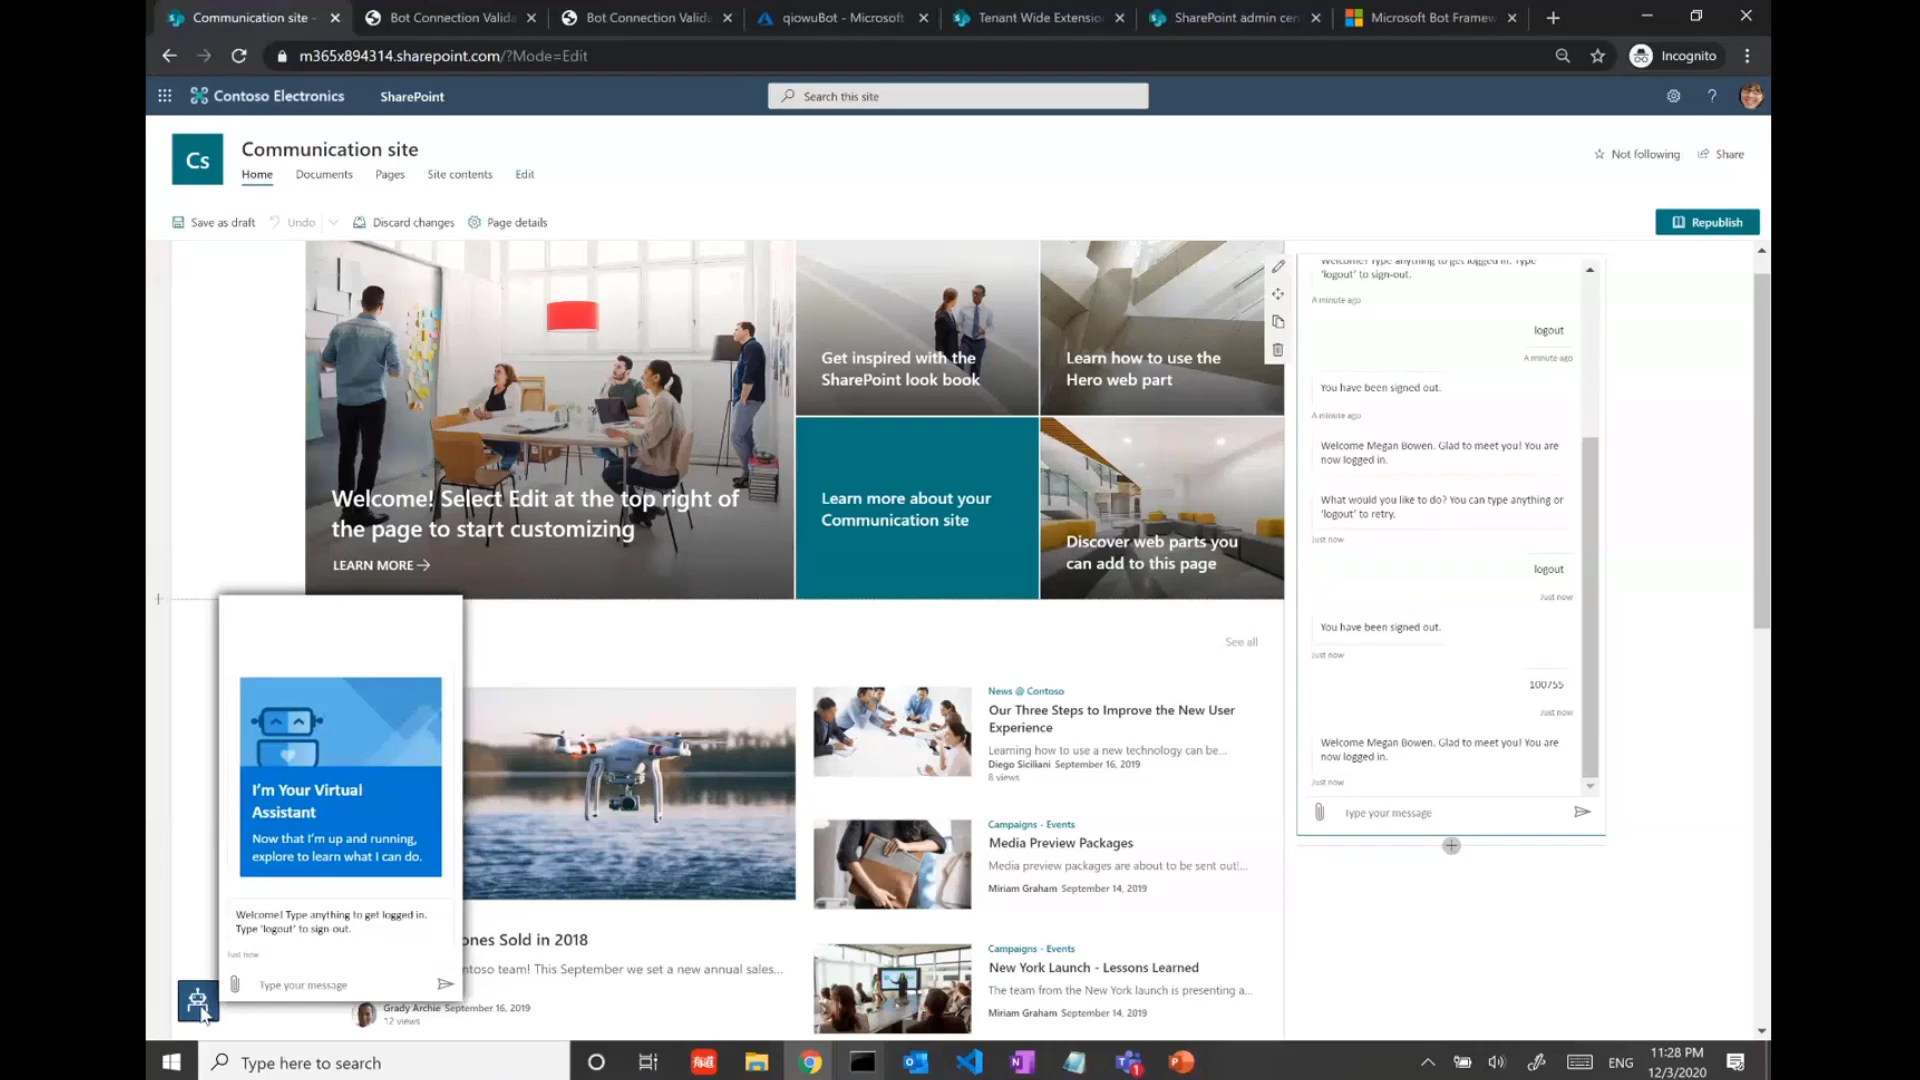 Communication site -
Bot Connection Valida
Bot Connection Valida
qiowuBot - Microsoft
Tenant Wide Extensio
SharePoint admin cen
Microsoft Bot Framew
m365x894314.sharepoint.com/?Mode=Edit
Incognito
Contoso Electronics
SharePoint
Search this site
Cs
Communication site
Not following
Share
Home
Documents
Pages
Site contents
Edit
Save as draft
Undo
Discard changes
Page details
Republish
Welcome! Select Edit at the top right of
the page to start customizing
LEARN MORE
Get inspired with the
SharePoint look book
Learn how to use the
Hero web part
Learn more about your
Communication site
Discover web parts you
can add to this page
Welcome! Type anything to get logged in. Type
'logout' to sign-out.
A minute ago
logout
A minute ago
You have been signed out.
A minute ago
Welcome Megan Bowen. Glad to meet you! You are
now logged in.
What would you like to do? You can type anything or
'logout' to retry.
Just now
logout
Just now
You have been signed out.
Just now
100755
Just now
Welcome Megan Bowen. Glad to meet you! You are
now logged in.
Just now
Type your message
See all
News @ Contoso
Our Three Steps to Improve the New User
Experience
Learning how to use a new technology can be...
Diego Siciliani September 16, 2019
8 views
Campaigns - Events
Media Preview Packages
Media preview packages are about to be sent out!...
Miriam Graham September 14, 2019
Campaigns - Events
New York Launch - Lessons Learned
The team from the New York launch is presenting a...
Miriam Graham September 14, 2019
ones Sold in 2018
ntoso team! This September we set a new annual sales...
Grady Archie September 16, 2019
12 views
I'm Your Virtual
Assistant
Now that I'm up and running,
explore to learn what I can do.
Welcome! Type anything to get logged in.
Type 'logout' to sign-out.
Just now
Type your message
Type here to search
有道
1
ENG
11:28 PM
12/3/2020